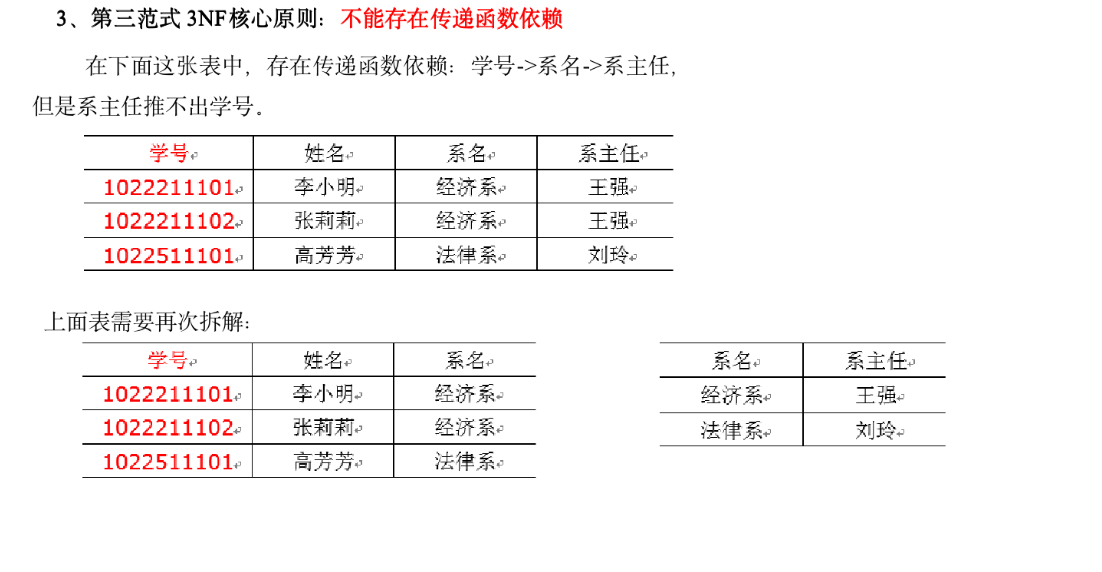 3、第三范式 3NF核心原则：不能存在传递函数依赖
在下面这张表中，存在传递函数依赖：学号->系名->系主任，
但是系主任推不出学号。
学号 姓名 系名 系主任
1022211101 李小明 经济系 王强
1022211102 张莉莉 经济系 王强
1022511101 高芳芳 法律系 刘玲
上面表需要再次拆解：
学号 姓名 系名
1022211101 李小明 经济系
1022211102 张莉莉 经济系
1022511101 高芳芳 法律系
系名 系主任
经济系 王强
法律系 刘玲